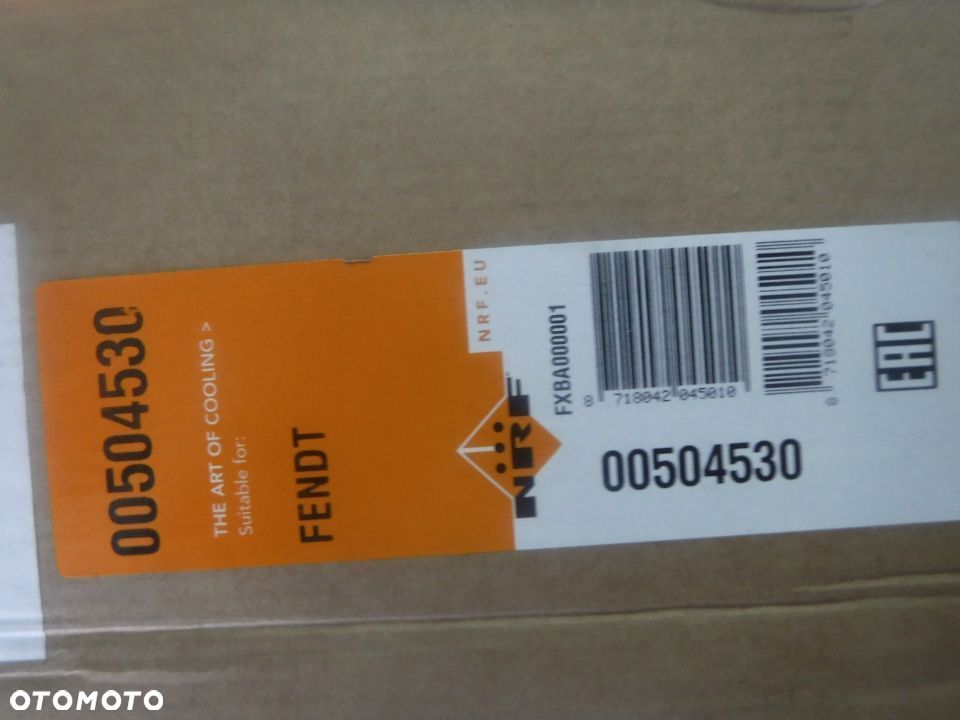 00504530
THE ART OF COOLING >
Suitable for:
FENDT
NRF.EU
NRF
FXBA000001
8 718042 045010
00504530
8 718042 045010
EAC
OTOMOTO